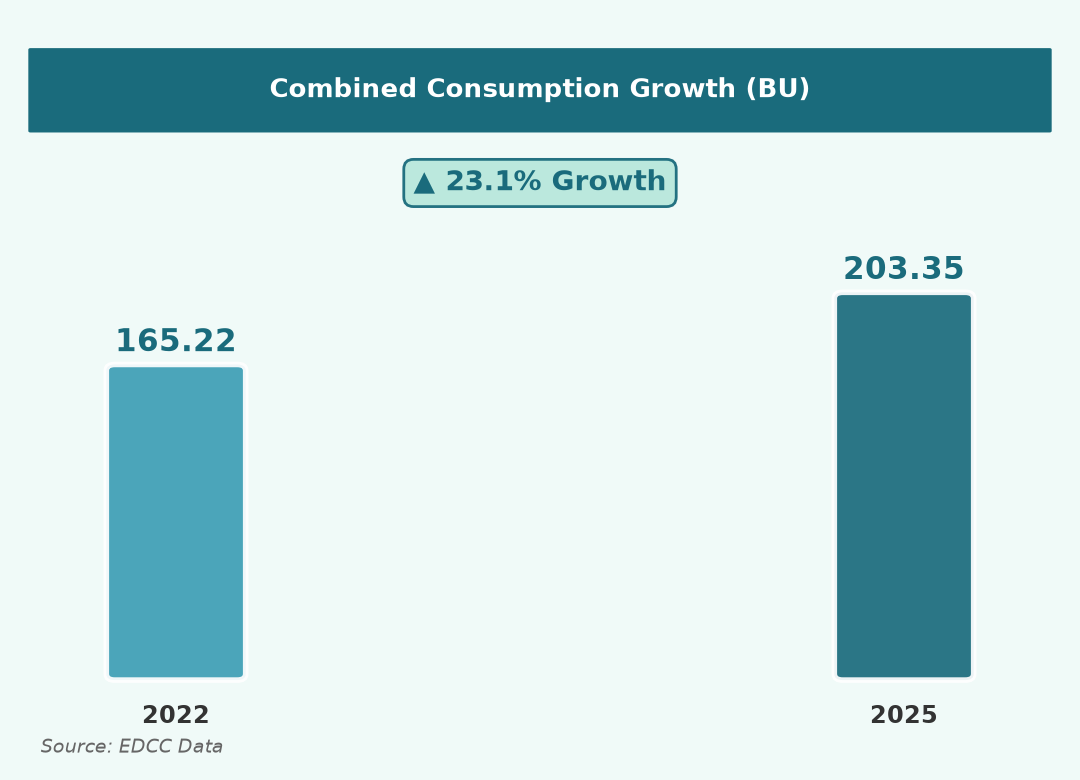 Combined Consumption Growth (BU)
▲ 23.1% Growth
203.35
165.22
2022
2025
Source: EDCC Data